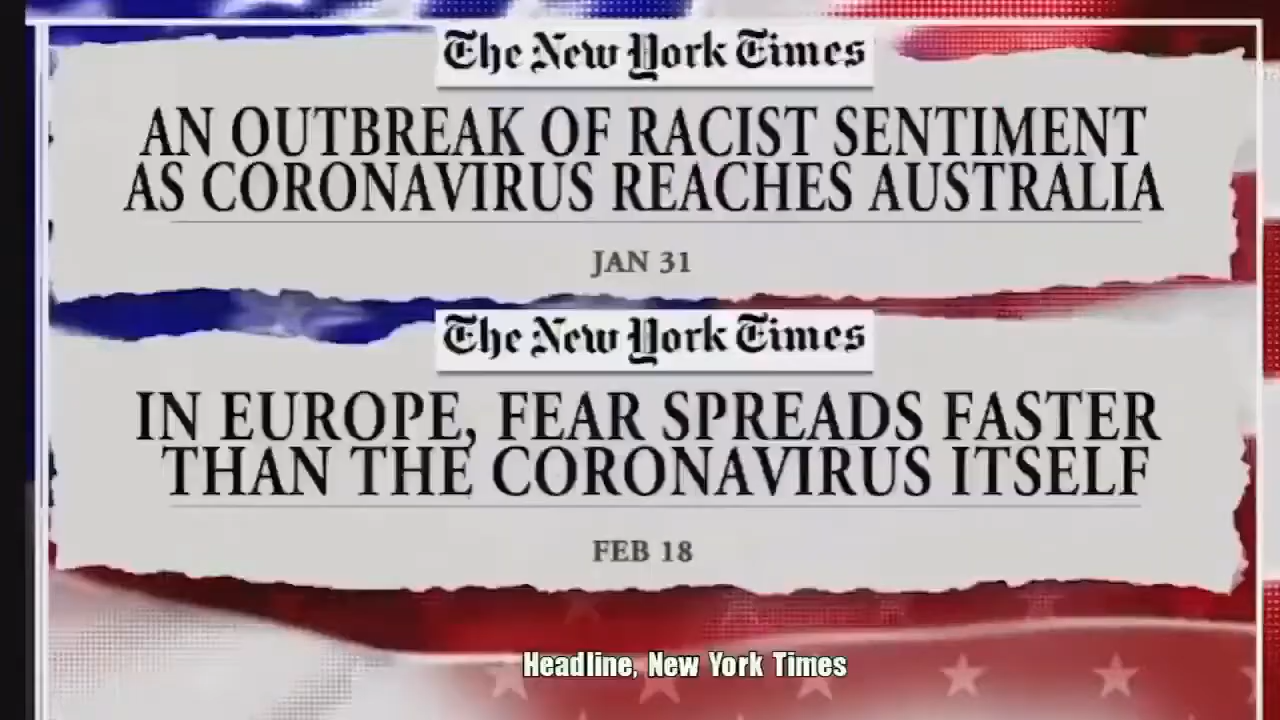 The New York Times
AN OUTBREAK OF RACIST SENTIMENT
AS CORONAVIRUS REACHES AUSTRALIA
JAN 31
The New York Times
IN EUROPE, FEAR SPREADS FASTER
THAN THE CORONAVIRUS ITSELF
FEB 18
Headline, New York Times